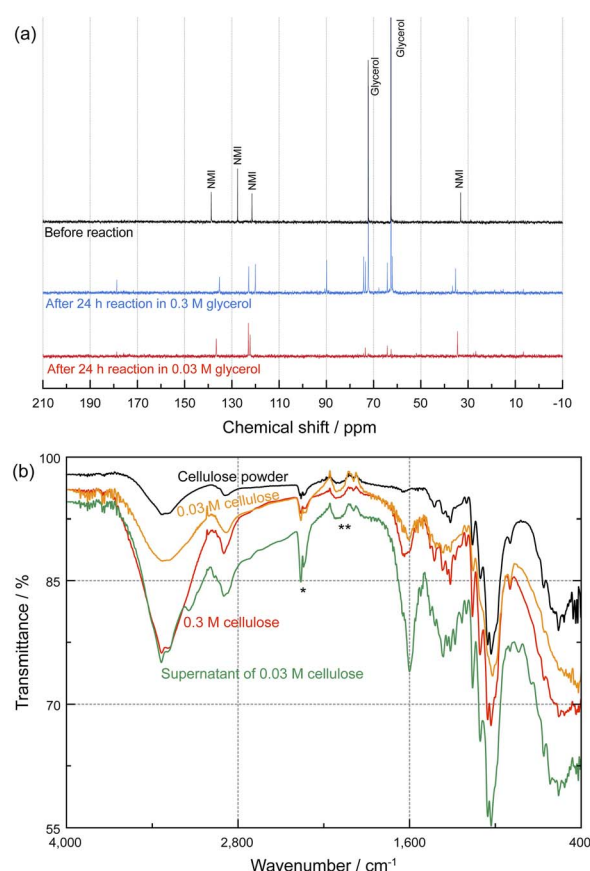 (a)
Glycerol
Glycerol
NMI
NMI
NMI
NMI
Before reaction
After 24 h reaction in 0.3 M glycerol
After 24 h reaction in 0.03 M glycerol
210 190 170 150 130 110 90 70 50 30 10 -10
Chemical shift / ppm
(b)
100
Cellulose powder
0.03 M cellulose
**
85
*
0.3 M cellulose
Supernatant of 0.03 M cellulose
70
55
Transmittance / %
4,000 2,800 1,600 400
Wavenumber / cm-1